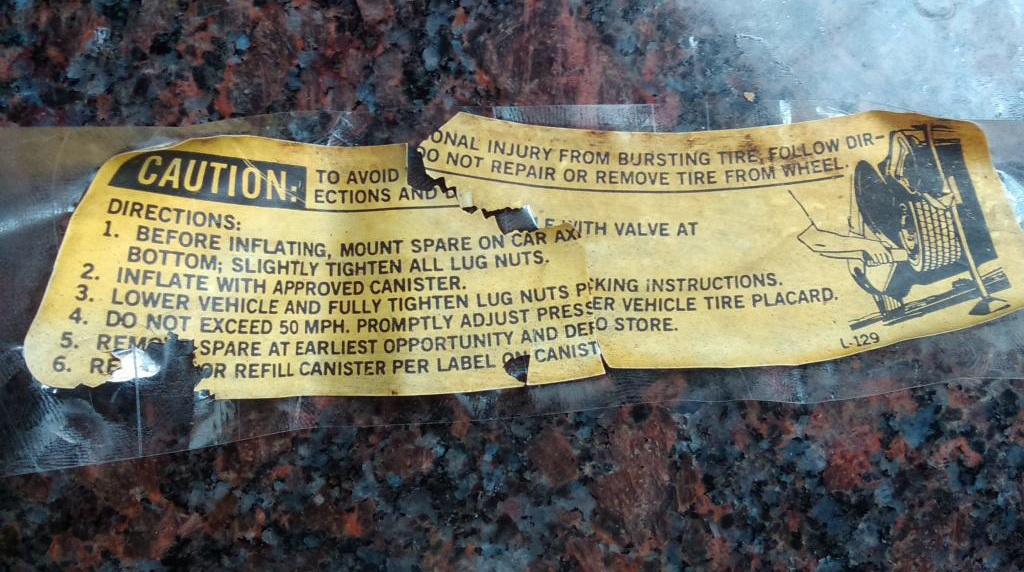 CAUTION: TO AVOID ONAL INJURY FROM BURSTING TIRE, FOLLOW DIR-
ECTIONS AND DO NOT REPAIR OR REMOVE TIRE FROM WHEEL.
DIRECTIONS:
1. BEFORE INFLATING, MOUNT SPARE ON CAR AXLE WITH VALVE AT
BOTTOM; SLIGHTLY TIGHTEN ALL LUG NUTS.
2. INFLATE WITH APPROVED CANISTER.
3. LOWER VEHICLE AND FULLY TIGHTEN LUG NUTS P KING INSTRUCTIONS.
4. DO NOT EXCEED 50 MPH. PROMPTLY ADJUST PRESS ER VEHICLE TIRE PLACARD.
5. REMO SPARE AT EARLIEST OPPORTUNITY AND DEF O STORE.
6. RE OR REFILL CANISTER PER LABEL ON CANIST
L-129